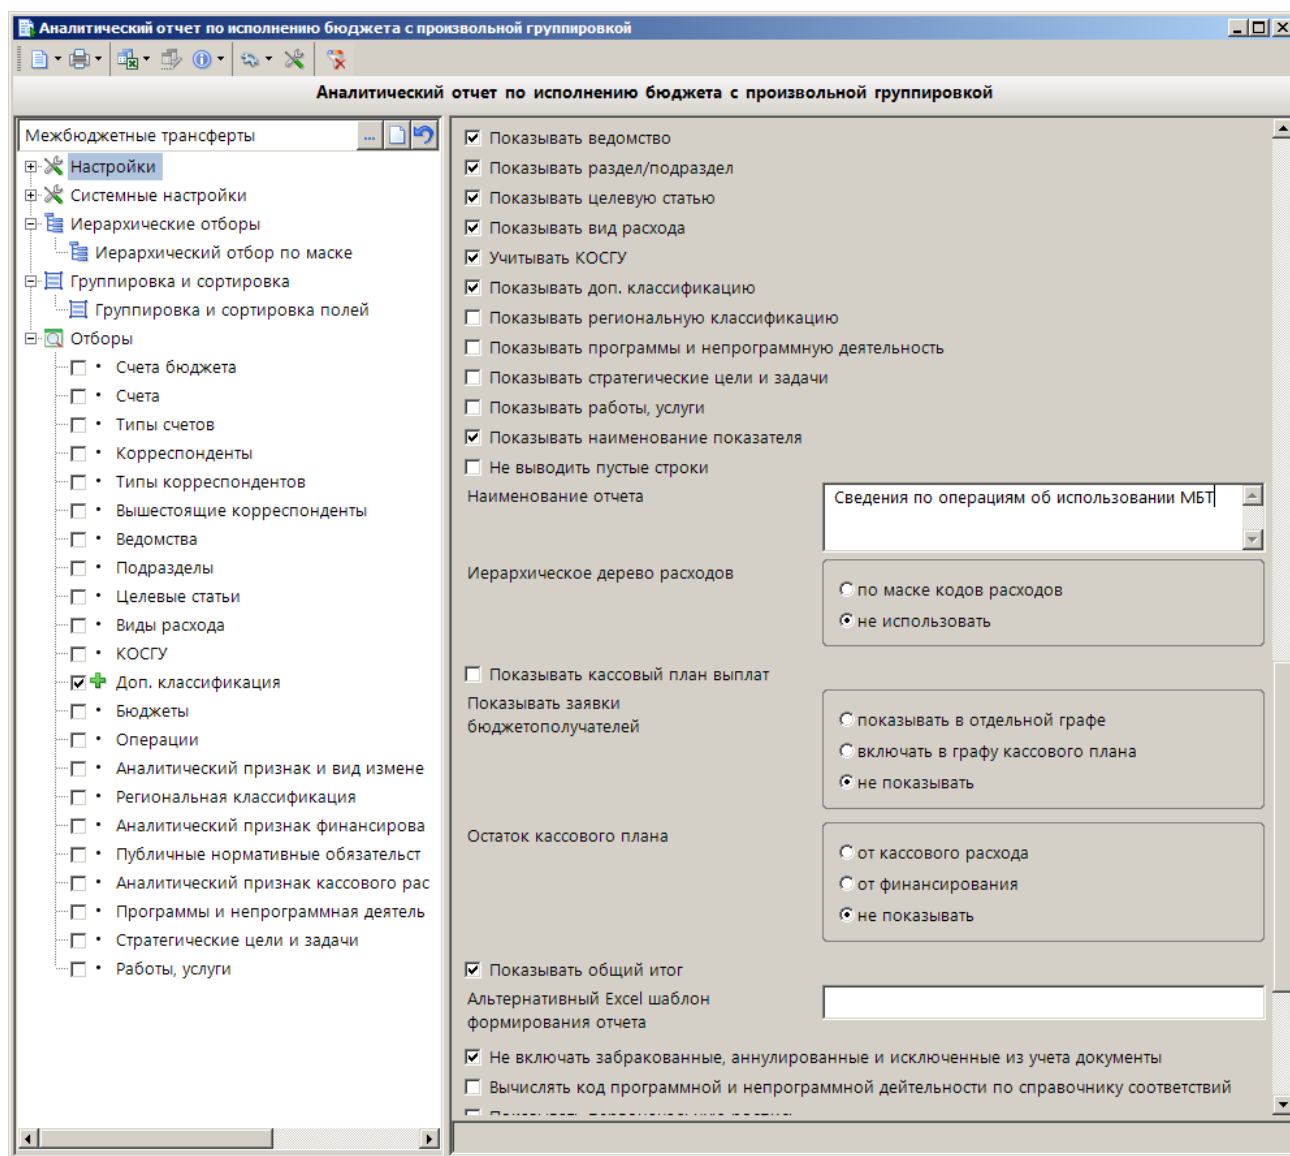 Аналитический отчет по исполнению бюджета с произвольной группировкой
Аналитический отчет по исполнению бюджета с произвольной группировкой
Межбюджетные трансферты
...
Настройки
Системные настройки
Иерархические отборы
Иерархический отбор по маске
Группировка и сортировка
Группировка и сортировка полей
Отборы
Счета бюджета
Счета
Типы счетов
Корреспонденты
Типы корреспондентов
Вышестоящие корреспонденты
Ведомства
Подразделы
Целевые статьи
Виды расхода
КОСГУ
Доп. классификация
Бюджеты
Операции
Аналитический признак и вид измене
Региональная классификация
Аналитический признак финансирова
Публичные нормативные обязательст
Аналитический признак кассового рас
Программы и непрограммная деятель
Стратегические цели и задачи
Работы, услуги
Показывать ведомство
Показывать раздел/подраздел
Показывать целевую статью
Показывать вид расхода
Учитывать КОСГУ
Показывать доп. классификацию
Показывать региональную классификацию
Показывать программы и непрограммную деятельность
Показывать стратегические цели и задачи
Показывать работы, услуги
Показывать наименование показателя
Не выводить пустые строки
Наименование отчета
Сведения по операциям об использовании МБТ
Иерархическое дерево расходов
по маске кодов расходов
не использовать
Показывать кассовый план выплат
Показывать заявки
бюджетополучателей
показывать в отдельной графе
включать в графу кассового плана
не показывать
Остаток кассового плана
от кассового расхода
от финансирования
не показывать
Показывать общий итог
Альтернативный Excel шаблон
формирования отчета
Не включать забракованные, аннулированные и исключенные из учета документы
Вычислять код программной и непрограммной дейтельности по справочнику соответствий